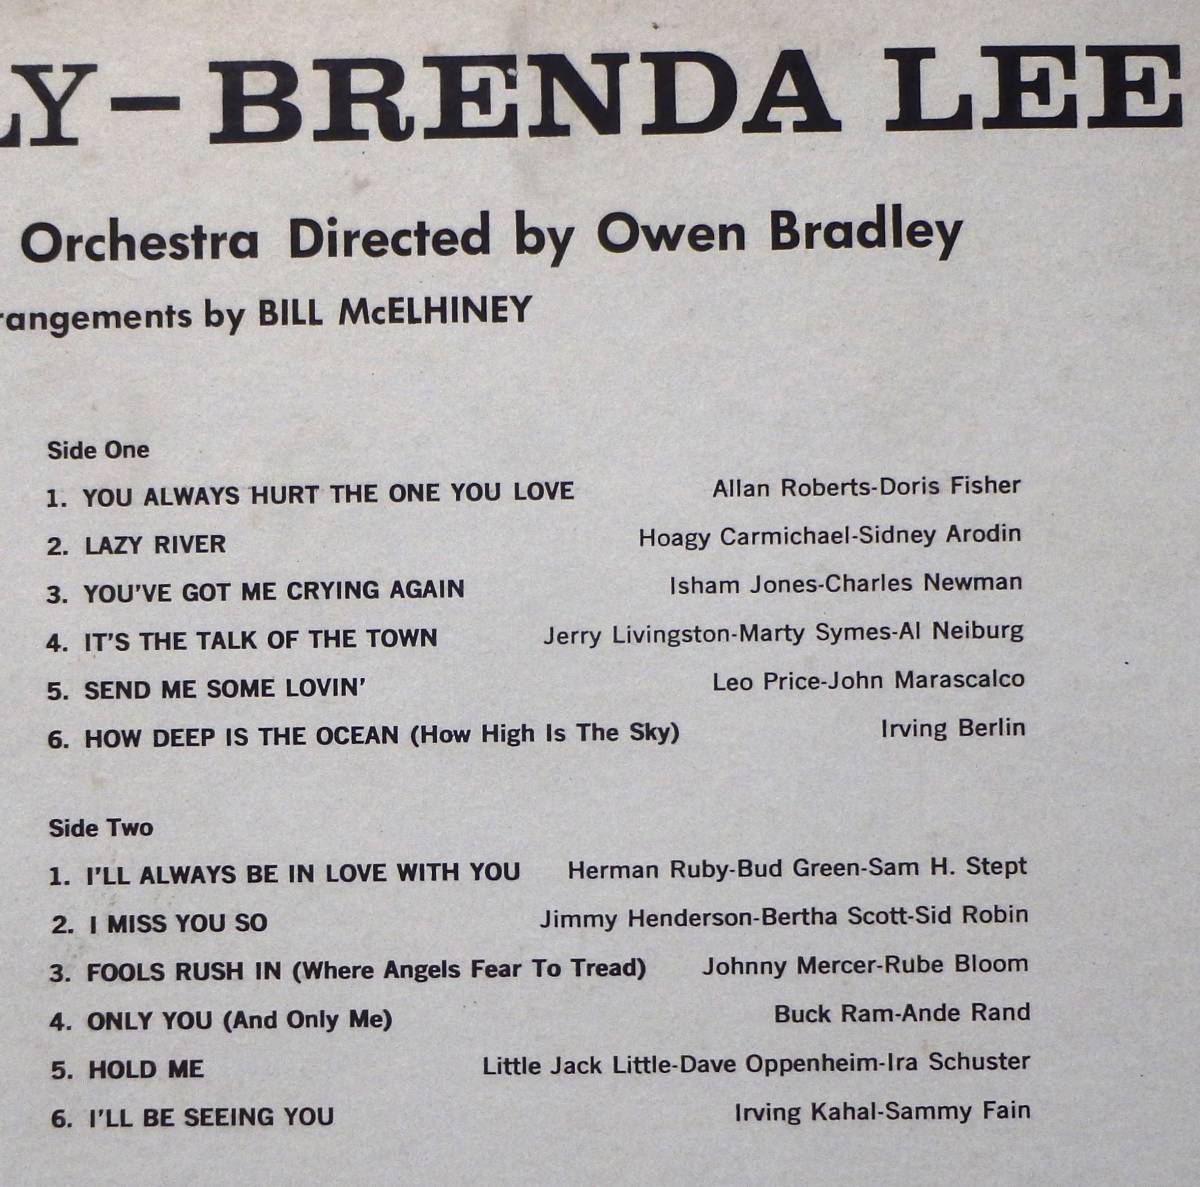 LY — BRENDA LEE
Orchestra Directed by Owen Bradley
rangements by BILL McELHINEY
Side One
1. YOU ALWAYS HURT THE ONE YOU LOVE Allan Roberts-Doris Fisher
2. LAZY RIVER Hoagy Carmichael-Sidney Arodin
3. YOU'VE GOT ME CRYING AGAIN Isham Jones-Charles Newman
4. IT'S THE TALK OF THE TOWN Jerry Livingston-Marty Symes-Al Neiburg
5. SEND ME SOME LOVIN' Leo Price-John Marascalco
6. HOW DEEP IS THE OCEAN (How High Is The Sky) Irving Berlin
Side Two
1. I'LL ALWAYS BE IN LOVE WITH YOU Herman Ruby-Bud Green-Sam H. Stept
2. I MISS YOU SO Jimmy Henderson-Bertha Scott-Sid Robin
3. FOOLS RUSH IN (Where Angels Fear To Tread) Johnny Mercer-Rube Bloom
4. ONLY YOU (And Only Me) Buck Ram-Ande Rand
5. HOLD ME Little Jack Little-Dave Oppenheim-Ira Schuster
6. I'LL BE SEEING YOU Irving Kahal-Sammy Fain